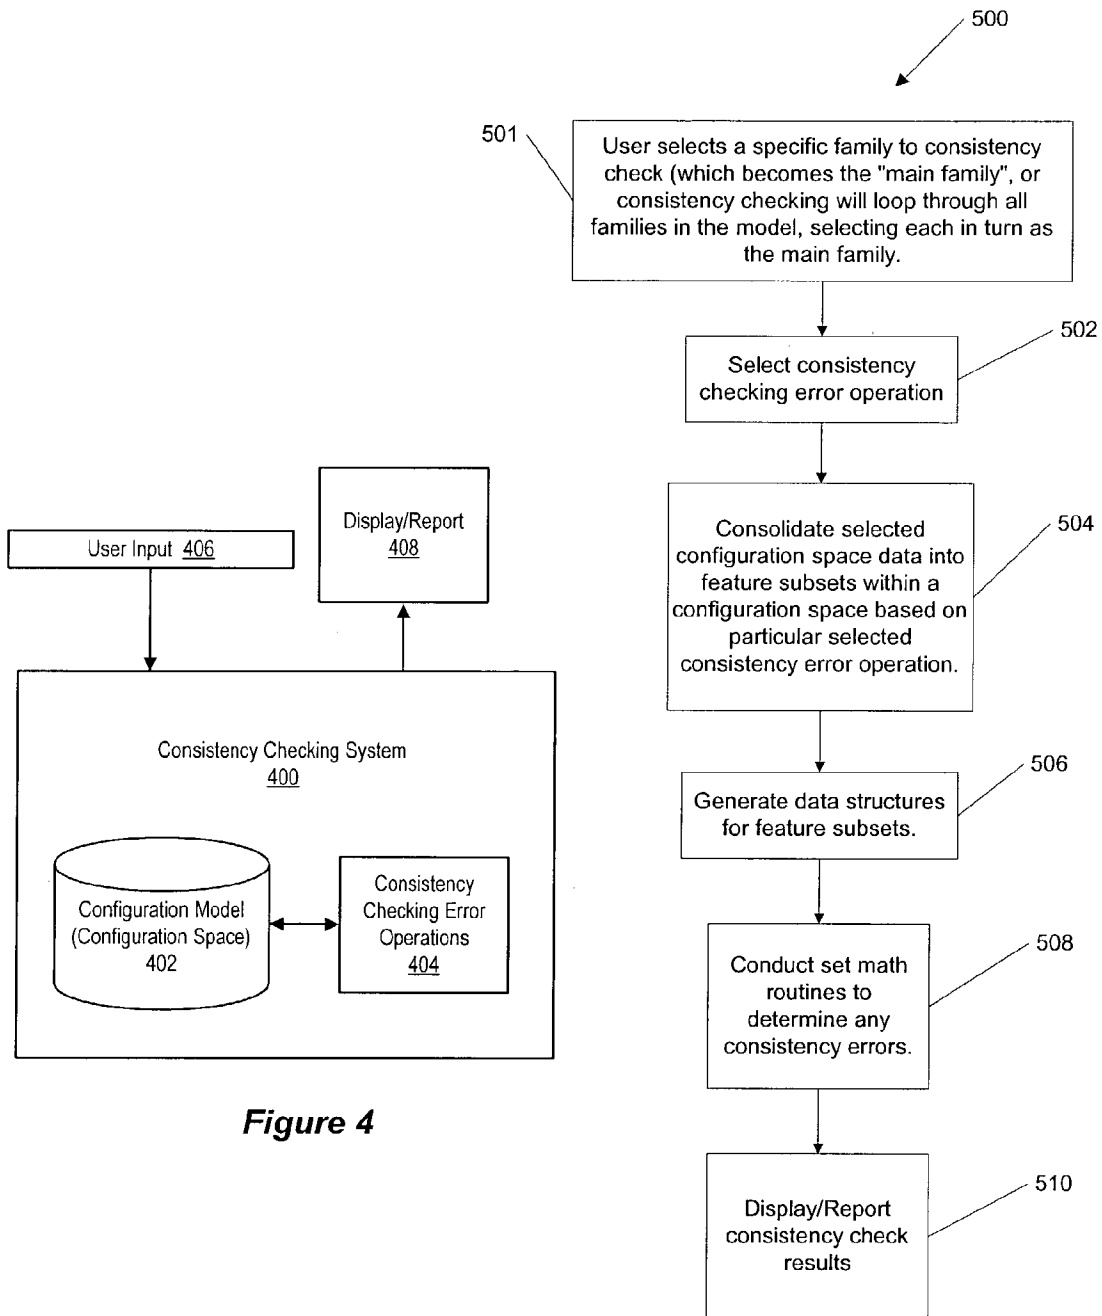 500
501
User selects a specific family to consistency
check (which becomes the "main family", or
consistency checking will loop through all
families in the model, selecting each in turn as
the main family.
502
Select consistency
checking error operation
504
Consolidate selected
configuration space data into
feature subsets within a
configuration space based on
particular selected
consistency error operation.
506
Generate data structures
for feature subsets.
508
Conduct set math
routines to
determine any
consistency errors.
510
Display/Report
consistency check
results
User Input 406
Display/Report
408
Consistency Checking System
400
Configuration Model
(Configuration Space)
402
Consistency
Checking Error
Operations
404
Figure 4